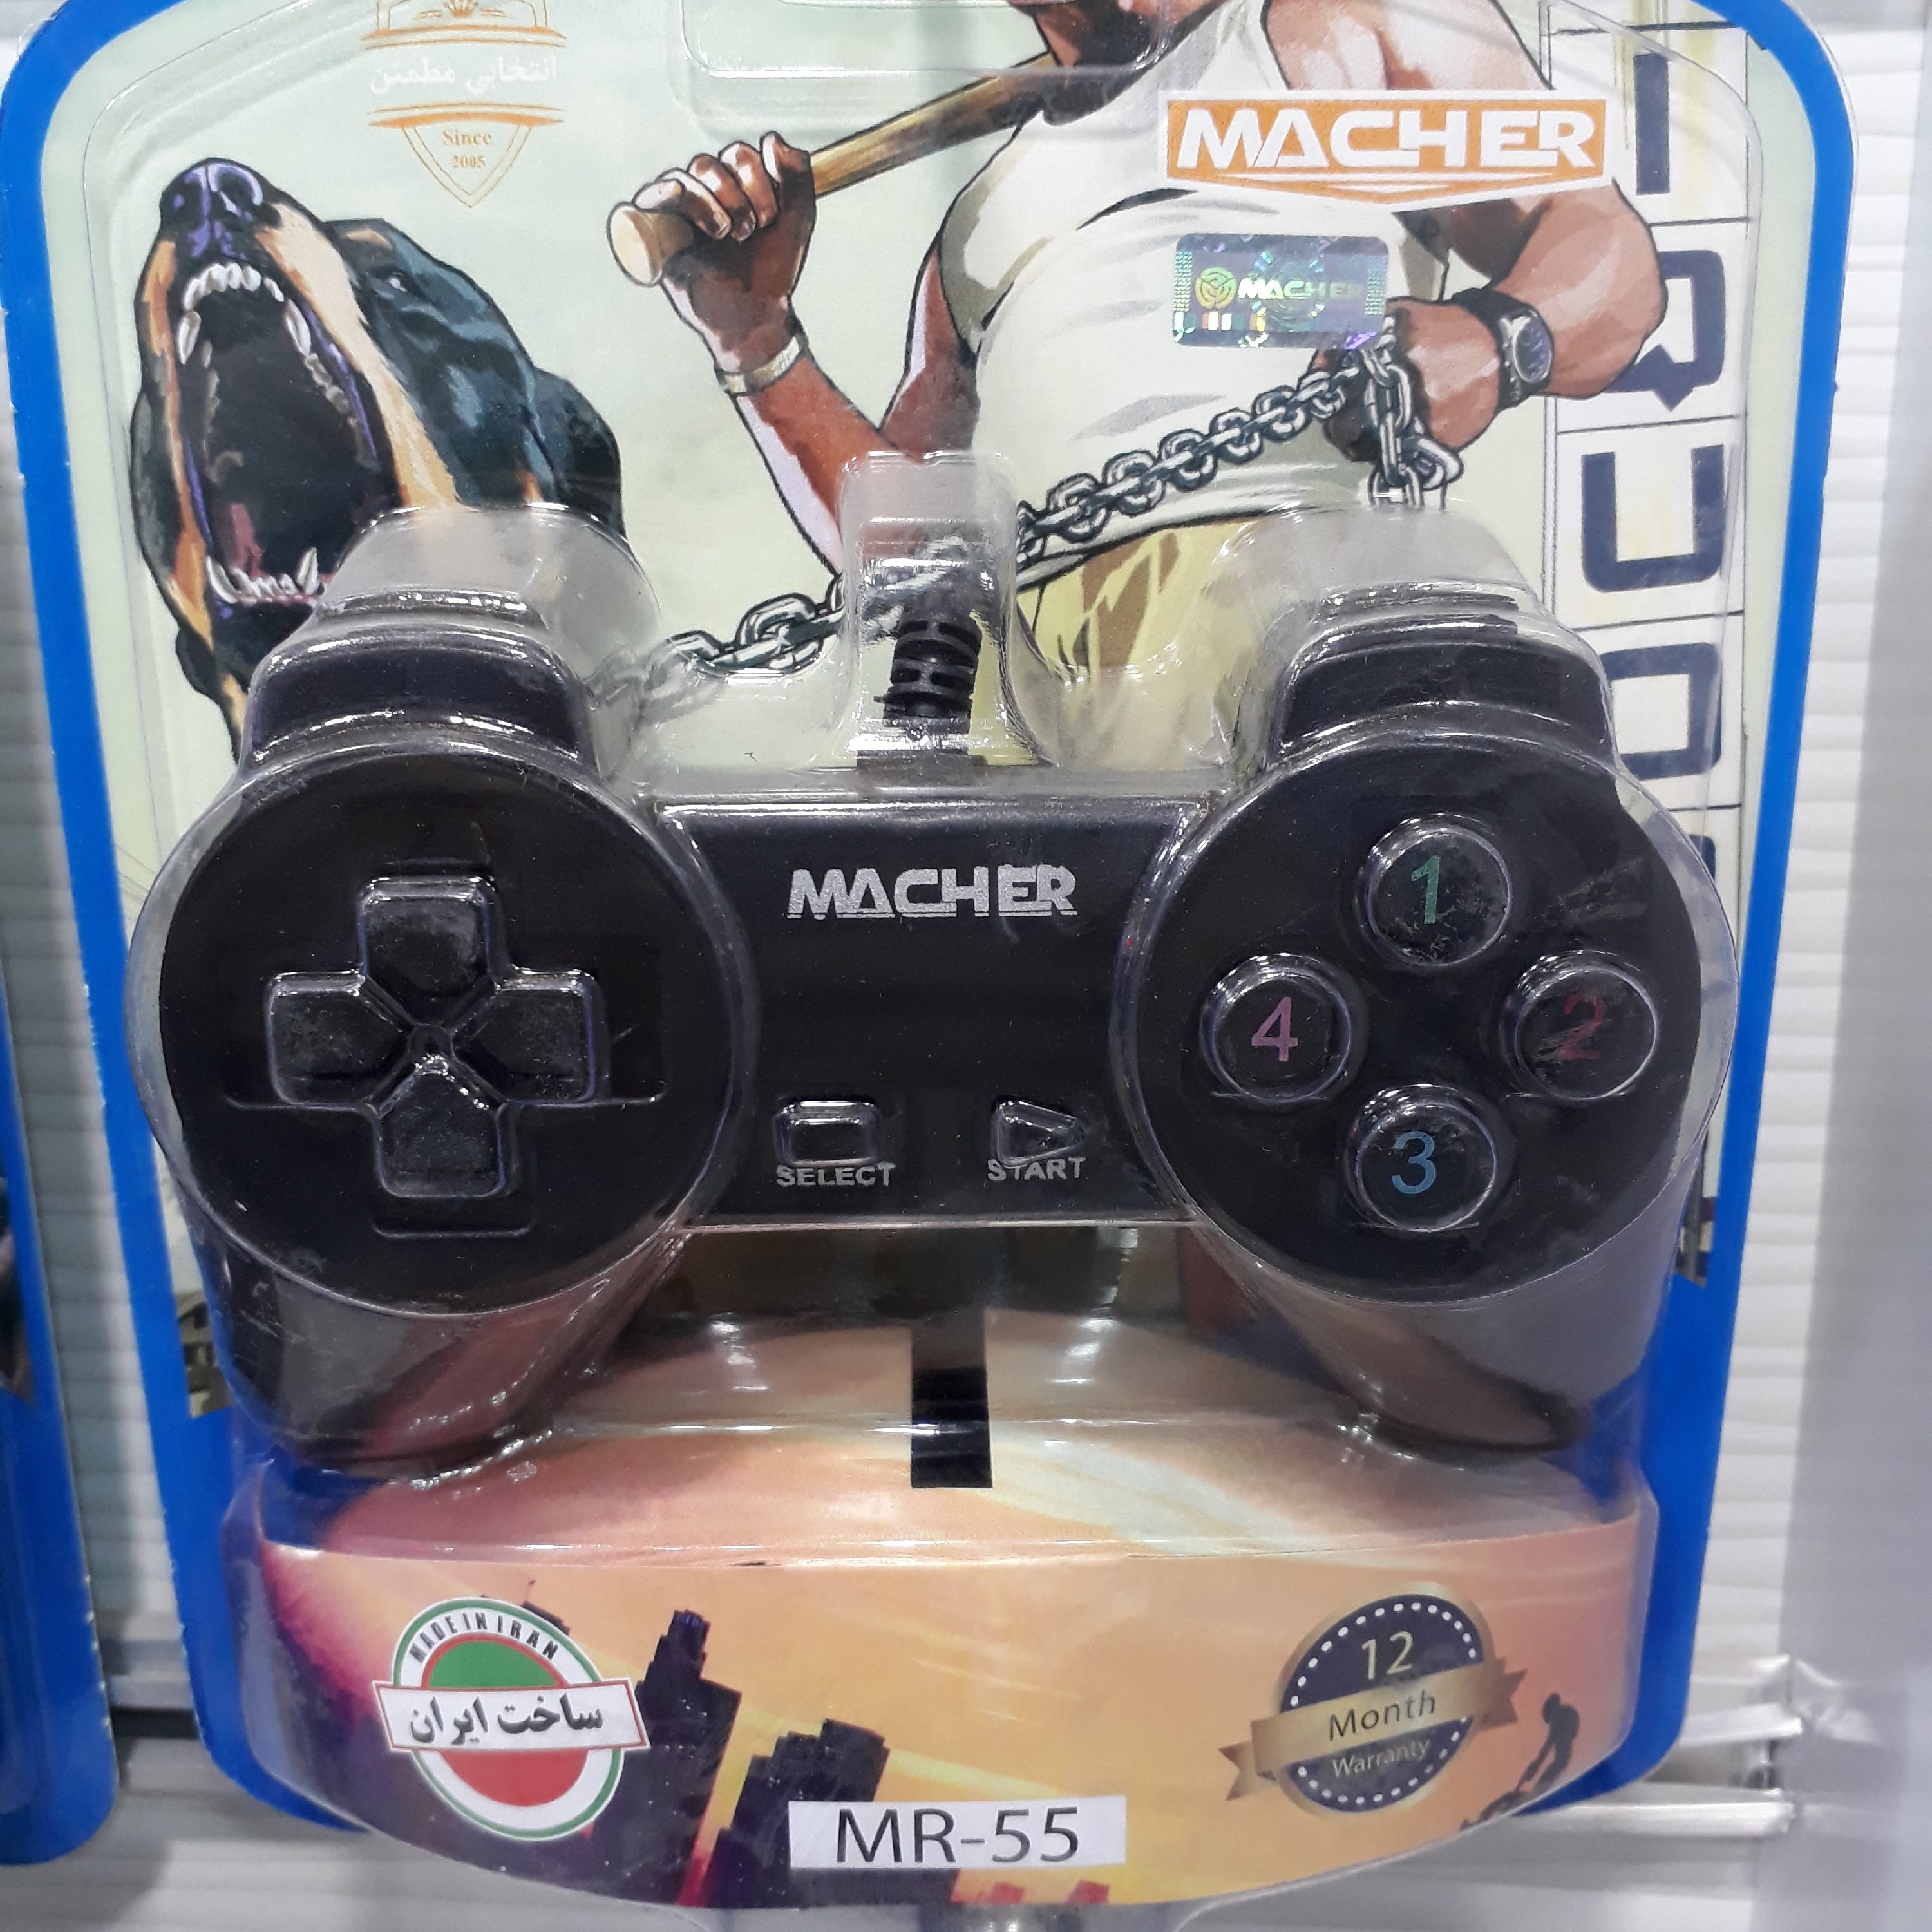 انتخابی مطمئن
Since
2005
MACHER
MACHER
MACHER
SELECT
START
1
4
2
3
MADE IN IRAN
ساخت ایران
12
Month
Warranty
MR-55